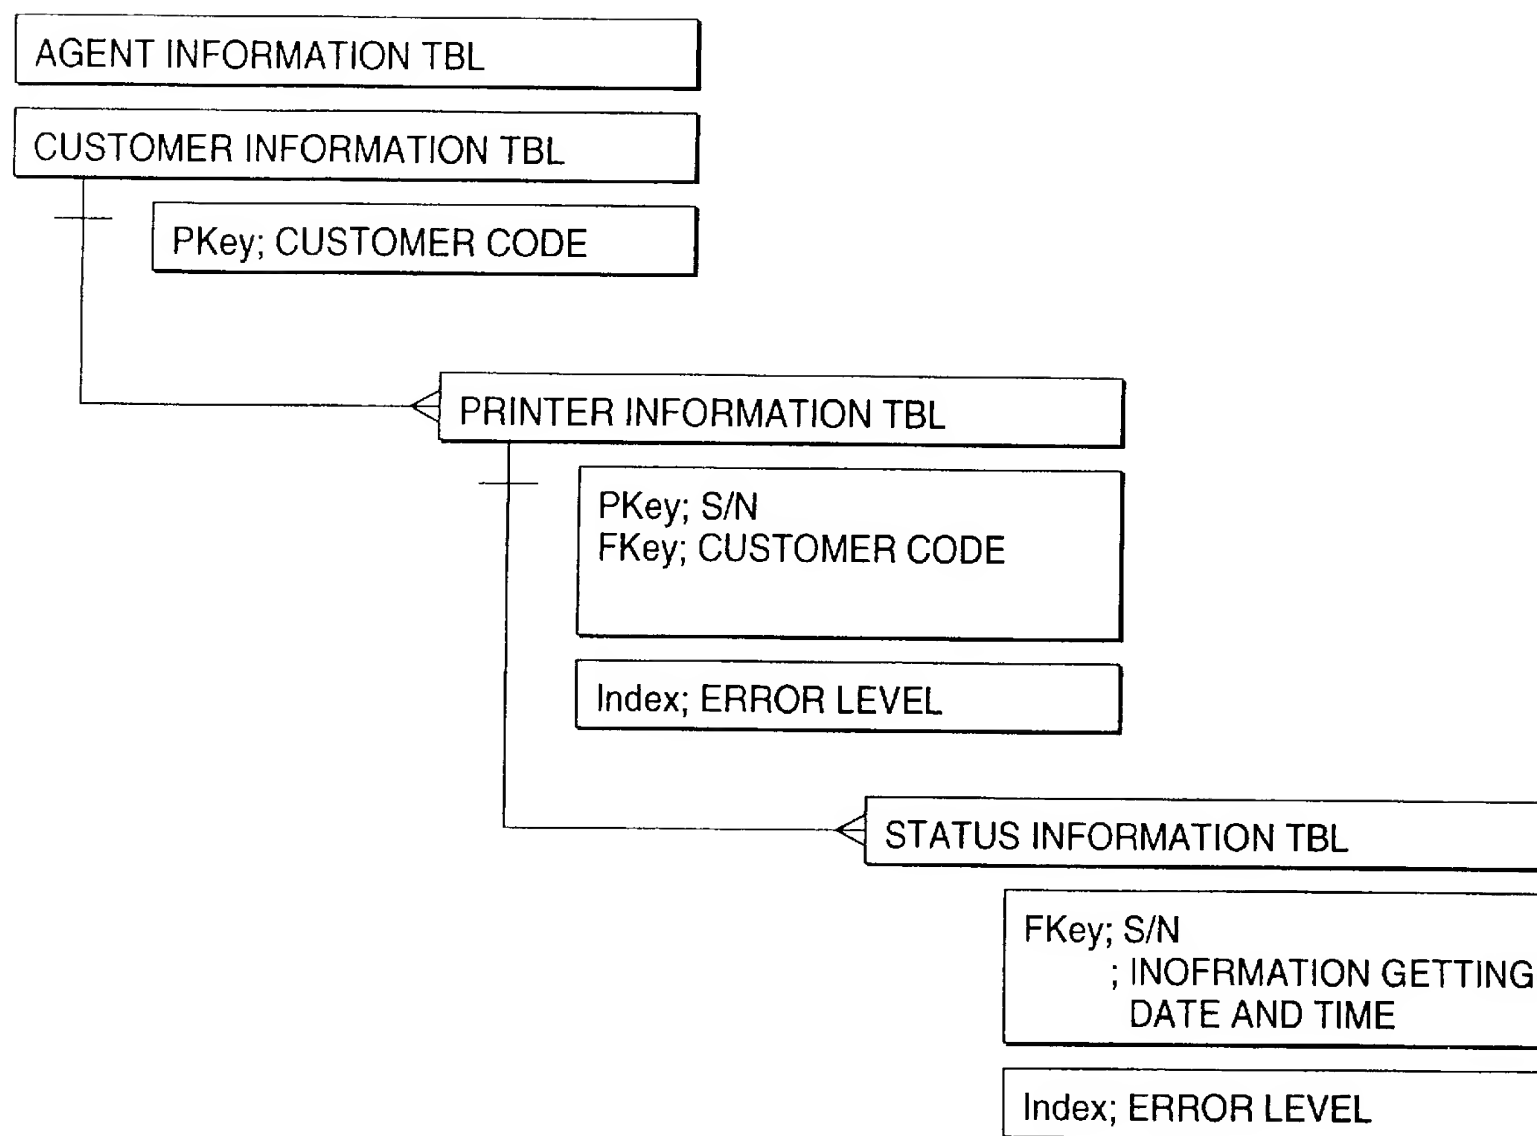 AGENT INFORMATION TBL
CUSTOMER INFORMATION TBL
PKey; CUSTOMER CODE
PRINTER INFORMATION TBL
PKey; S/N
FKey; CUSTOMER CODE
Index; ERROR LEVEL
STATUS INFORMATION TBL
FKey; S/N
; INOFRMATION GETTING
DATE AND TIME
Index; ERROR LEVEL